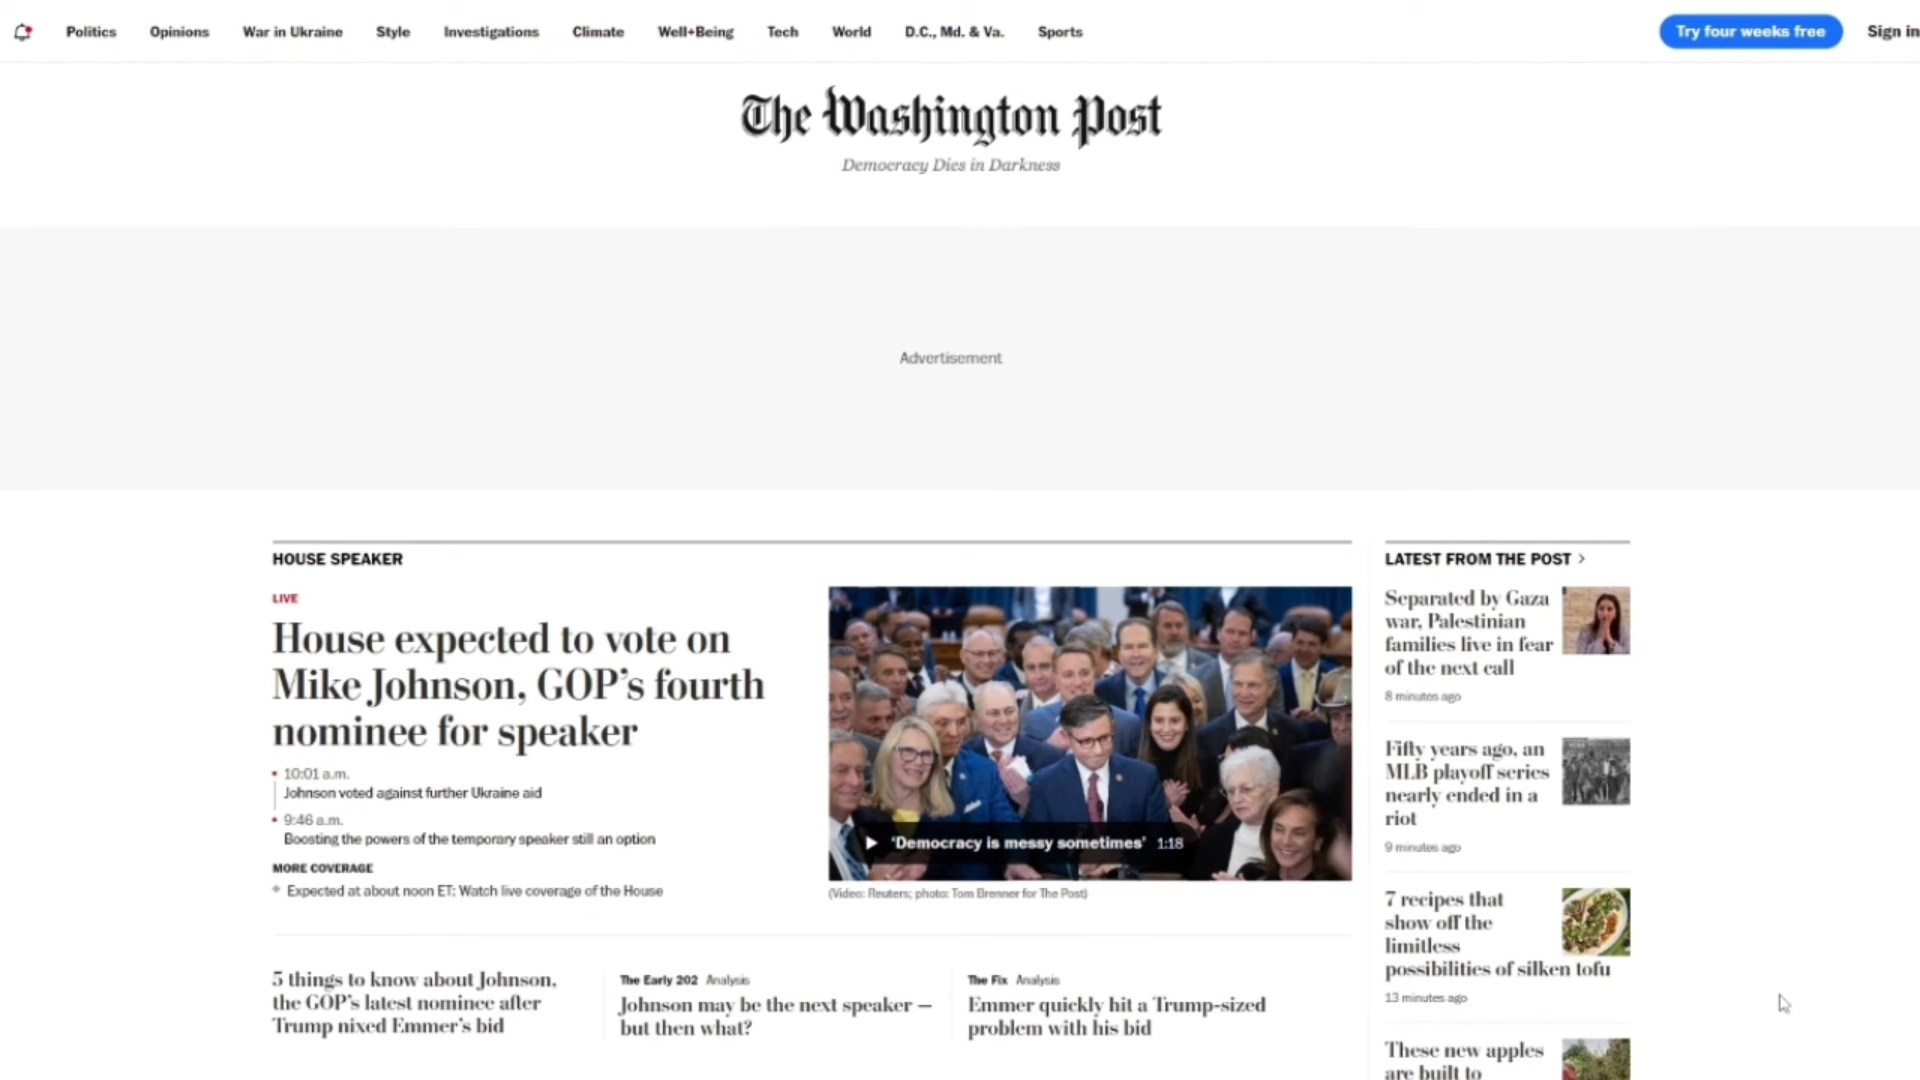 Politics Opinions War in Ukraine Style Investigations Climate Well+Being Tech World D.C., Md. & Va. Sports Try four weeks free Sign in
The Washington Post
Democracy Dies in Darkness
Advertisement
HOUSE SPEAKER
LIVE
House expected to vote on
Mike Johnson, GOP's fourth
nominee for speaker
10:01 a.m.
Johnson voted against further Ukraine aid
9:46 a.m.
Boosting the powers of the temporary speaker still an option
MORE COVERAGE
Expected at about noon ET: Watch live coverage of the House
'Democracy is messy sometimes' 1:18
(Video: Reuters; photo: Tom Brenner for The Post)
5 things to know about Johnson,
the GOP's latest nominee after
Trump nixed Emmer's bid
The Early 202 Analysis
Johnson may be the next speaker —
but then what?
The Fix Analysis
Emmer quickly hit a Trump-sized
problem with his bid
LATEST FROM THE POST >
Separated by Gaza
war, Palestinian
families live in fear
of the next call
8 minutes ago
Fifty years ago, an
MLB playoff series
nearly ended in a
riot
9 minutes ago
7 recipes that
show off the
limitless
possibilities of silken tofu
13 minutes ago
These new apples
are built to